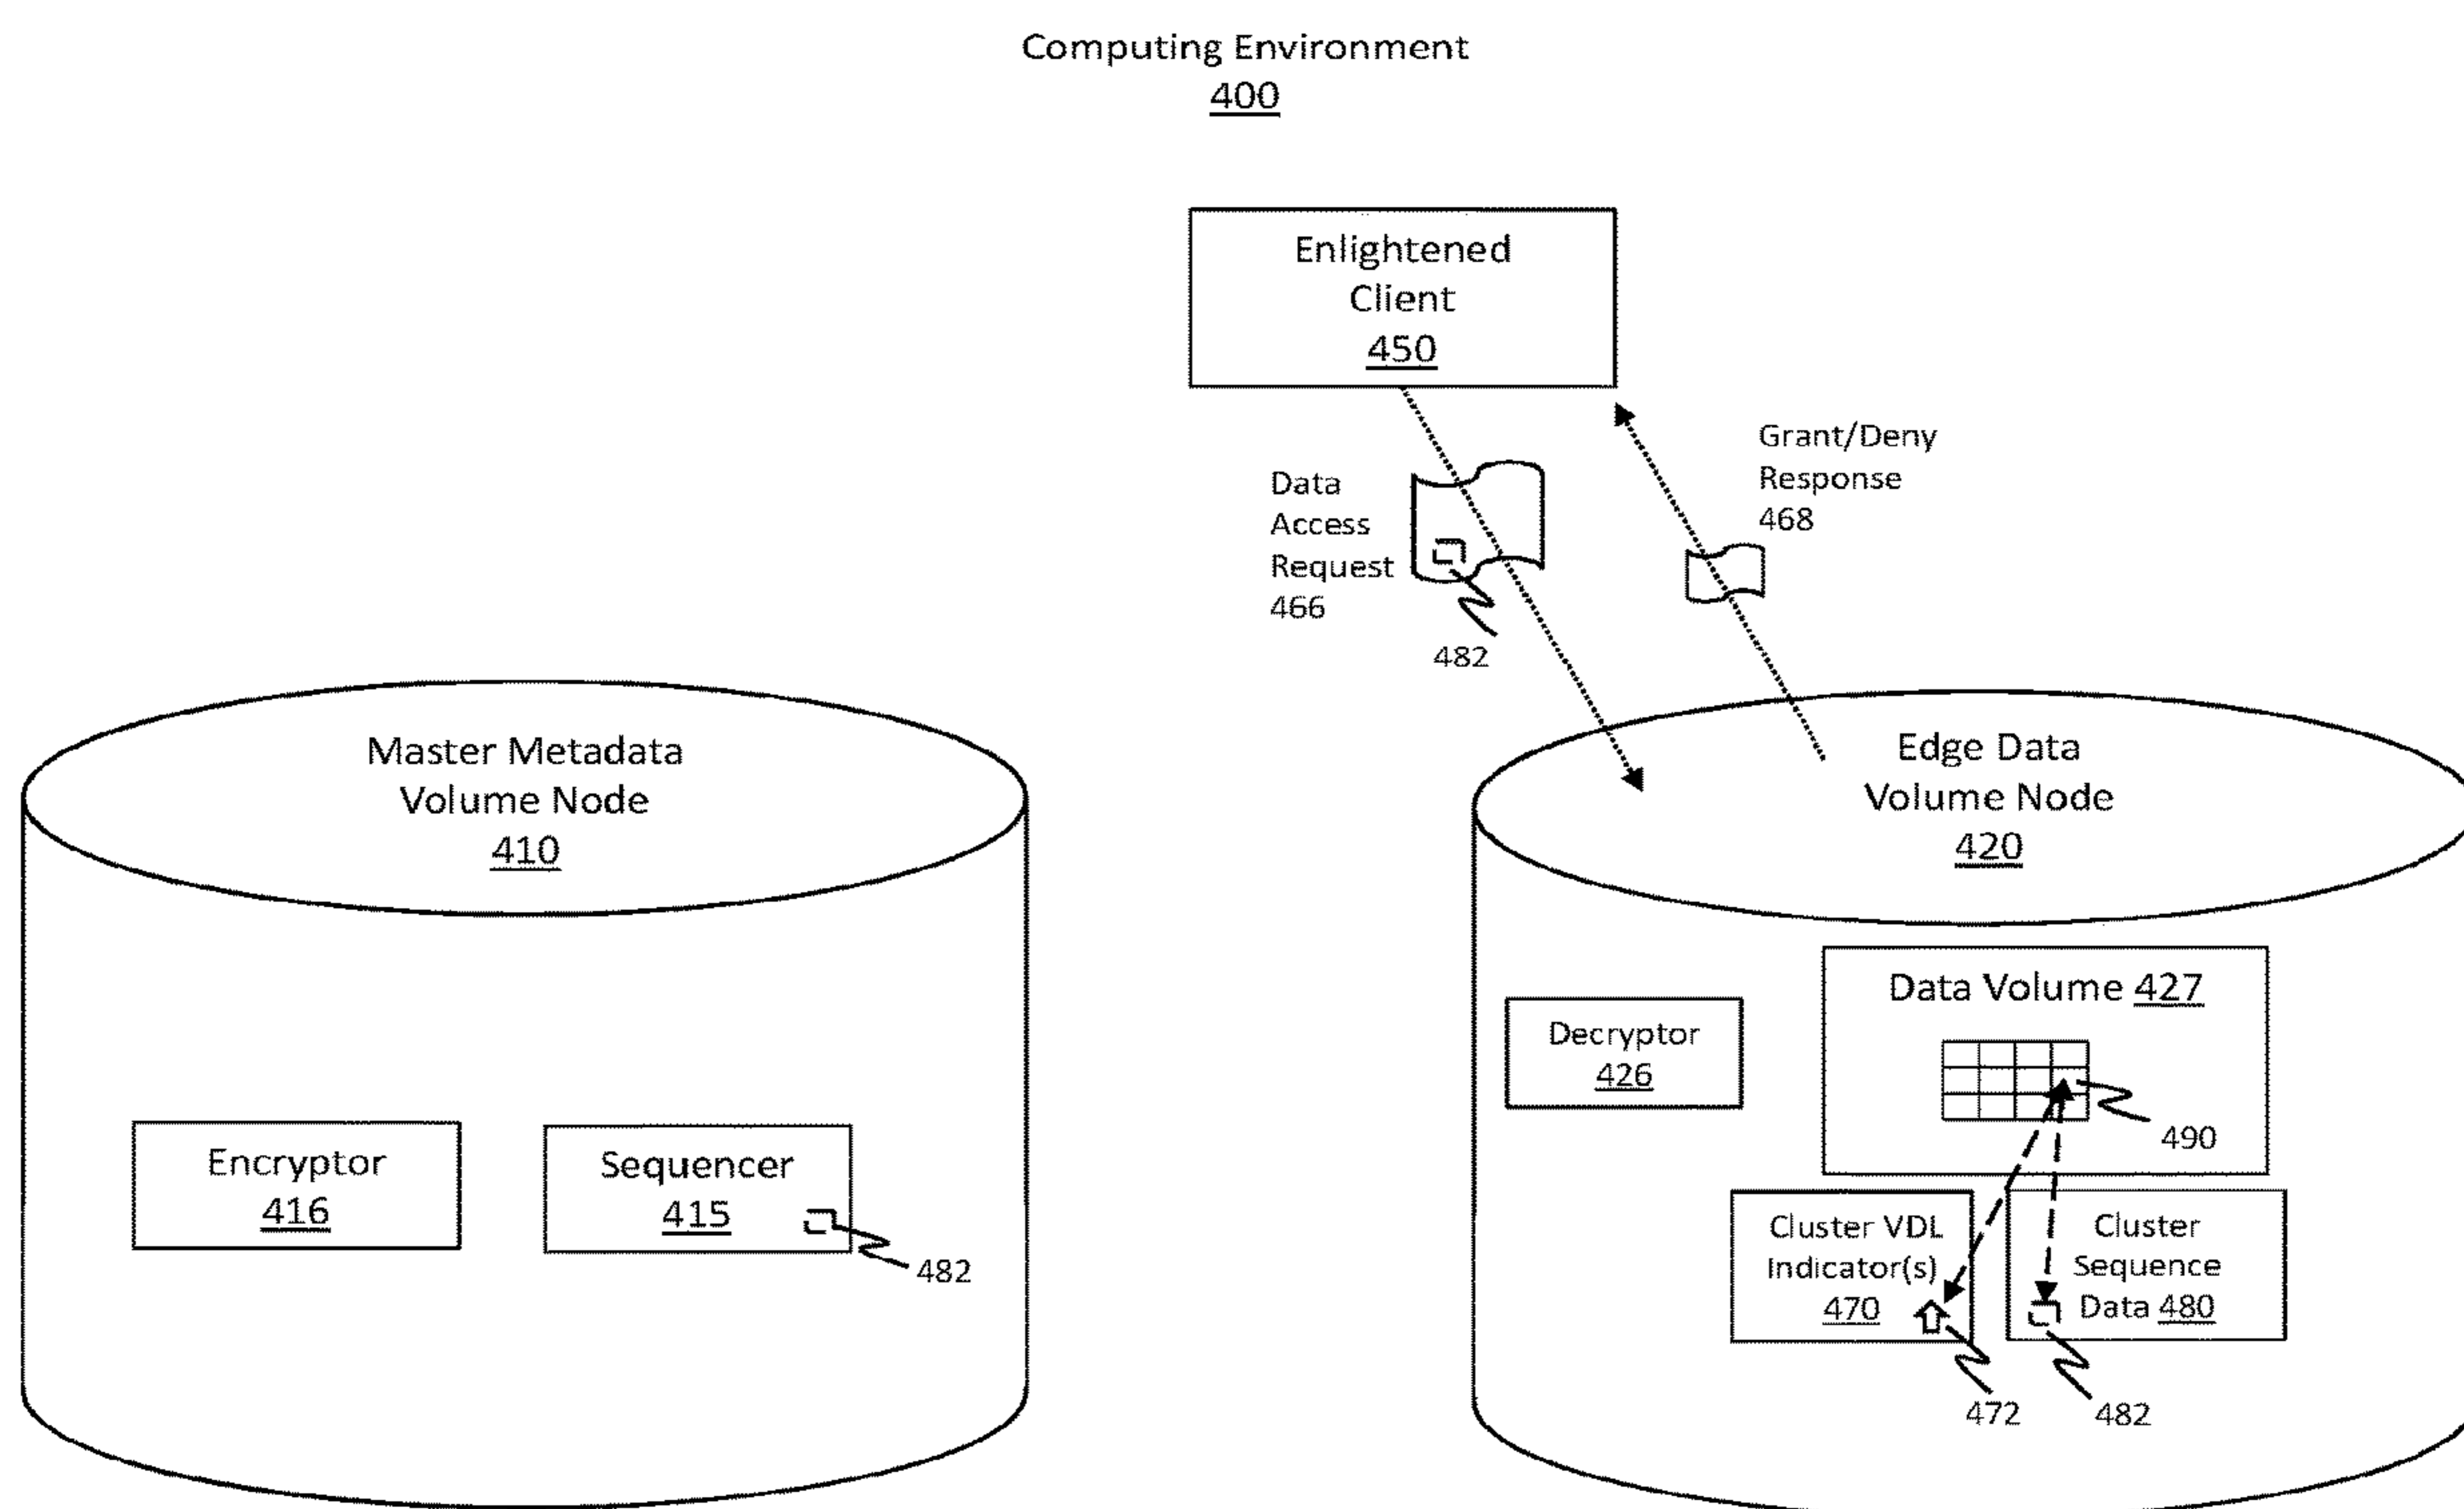 Computing Environment
400
Enlightened
Client
450
Data
Access
Request
466
482
Grant/Deny
Response
468
Master Metadata
Volume Node
410
Encryptor
416
Sequencer
415
482
Edge Data
Volume Node
420
Decryptor
426
Data Volume 427
490
Cluster VDL
Indicator(s)
470
472
Cluster
Sequence
Data 480
482